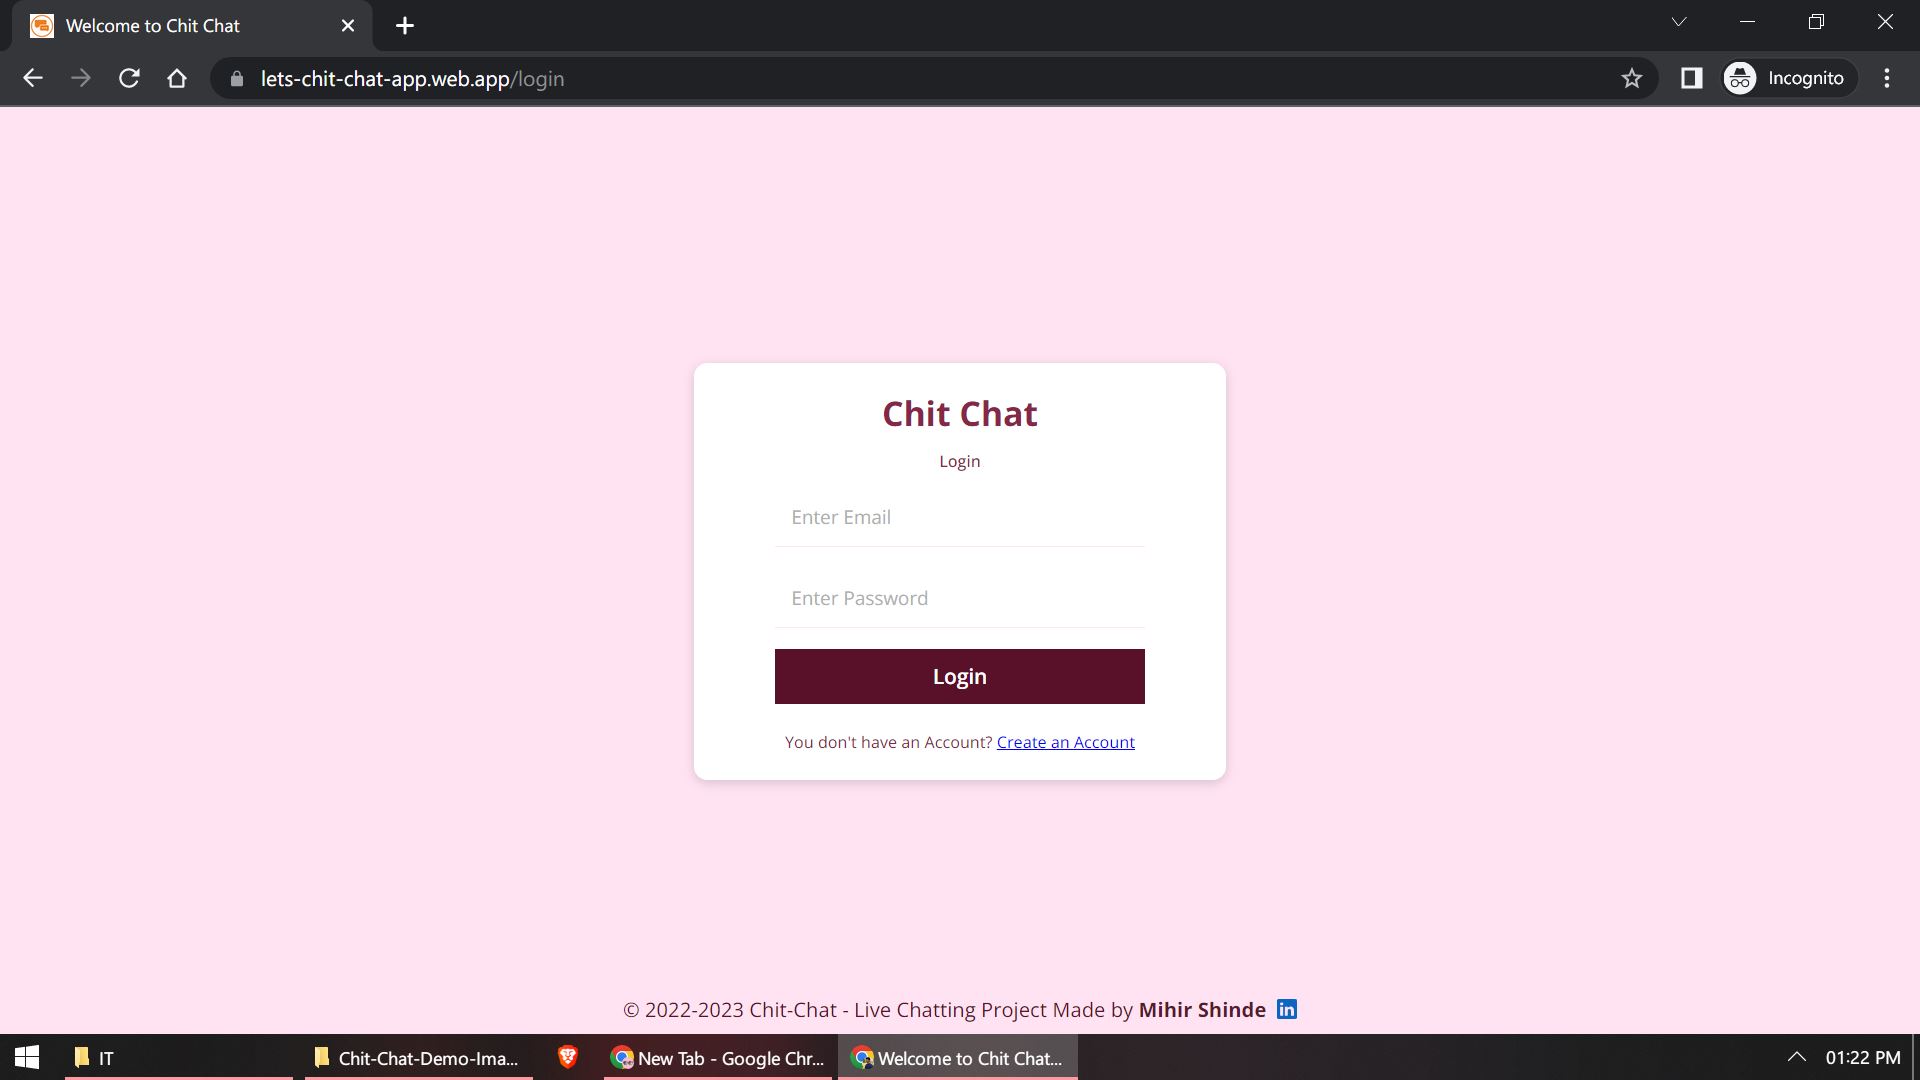 Welcome to Chit Chat
lets-chit-chat-app.web.app/login
Incognito
Chit Chat
Login
Enter Email
Enter Password
Login
You don't have an Account? Create an Account
© 2022-2023 Chit-Chat - Live Chatting Project Made by Mihir Shinde in
IT
Chit-Chat-Demo-Ima...
New Tab - Google Chr...
Welcome to Chit Chat...
01:22 PM